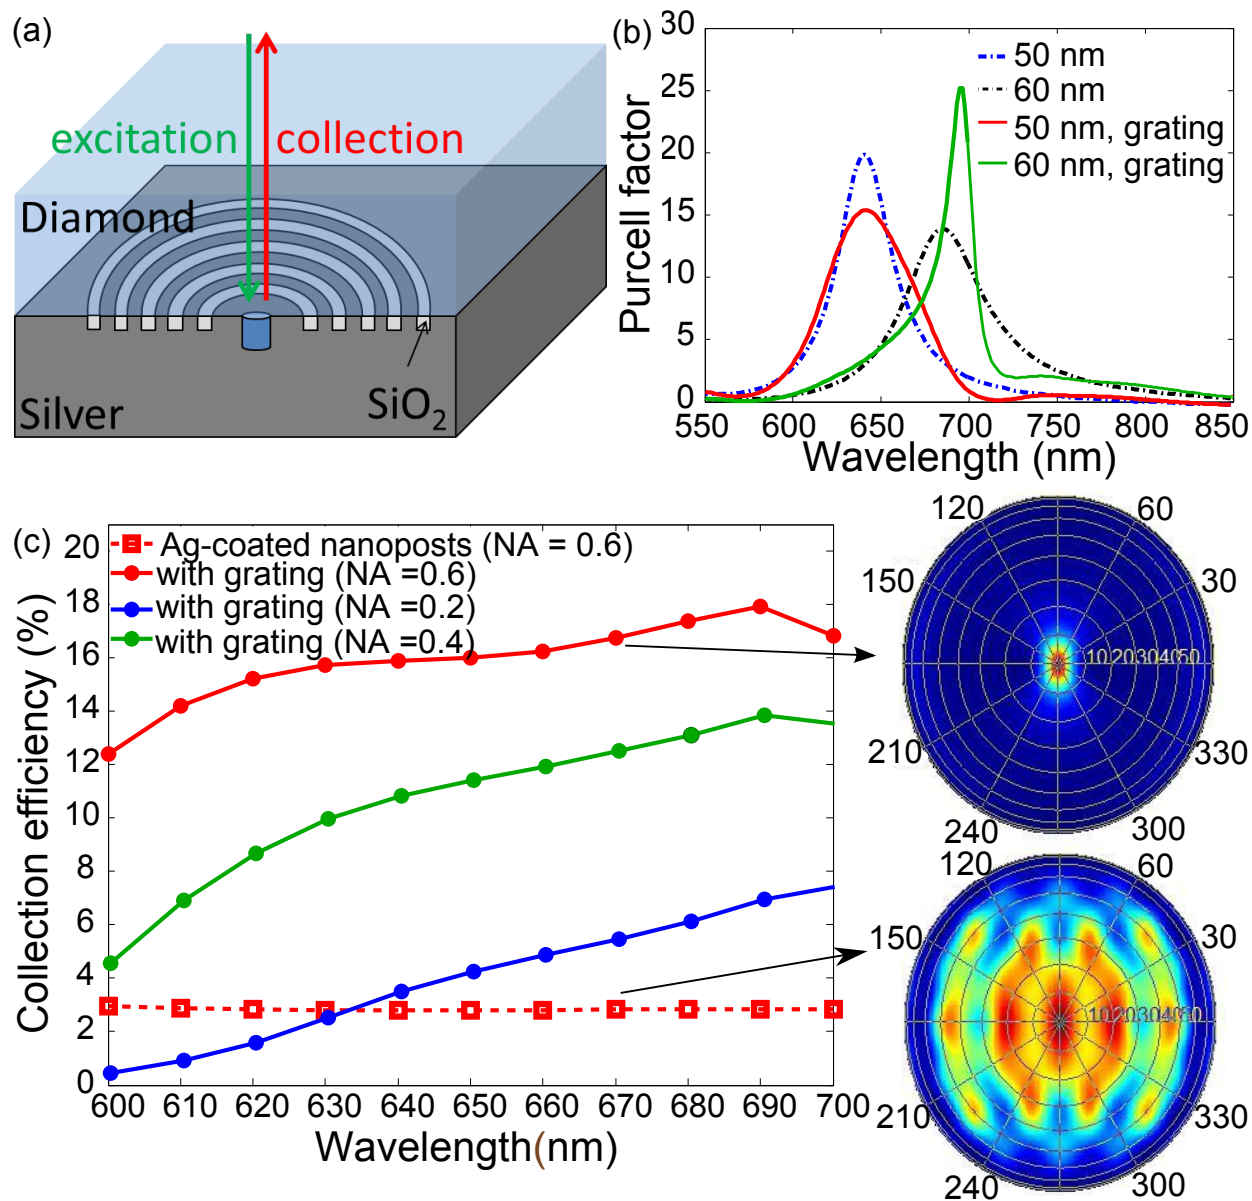 (a)
excitation
collection
Diamond
SiO2
Silver
(b)
30
25
20
15
10
5
0
Purcell factor
50 nm
60 nm
50 nm, grating
60 nm, grating
550 600 650 700 750 800 850
Wavelength (nm)
(c)
20
18
16
14
12
10
8
6
4
2
0
Collection efficiency (%)
Ag-coated nanoposts (NA = 0.6)
with grating (NA =0.6)
with grating (NA =0.2)
with grating (NA =0.4)
600 610 620 630 640 650 660 670 680 690 700
Wavelength(nm)
120 60
150 30
1020304050
210 330
240 300
120 60
150 30
1020304050
210 330
240 300